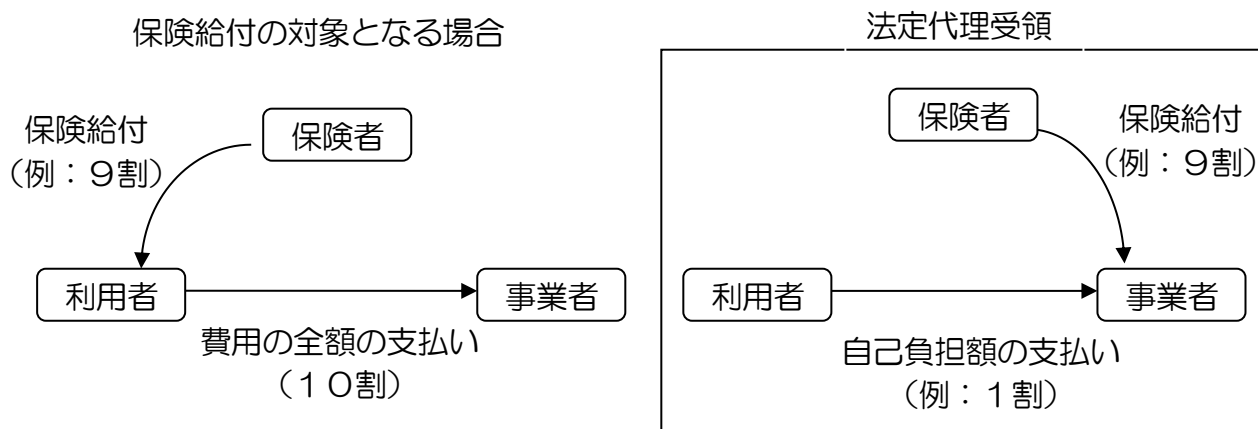 保険給付の対象となる場合
保険給付
（例：９割）
保険者
利用者
事業者
費用の全額の支払い
（１０割）
法定代理受領
保険者
保険給付
（例：９割）
利用者
事業者
自己負担額の支払い
（例：１割）